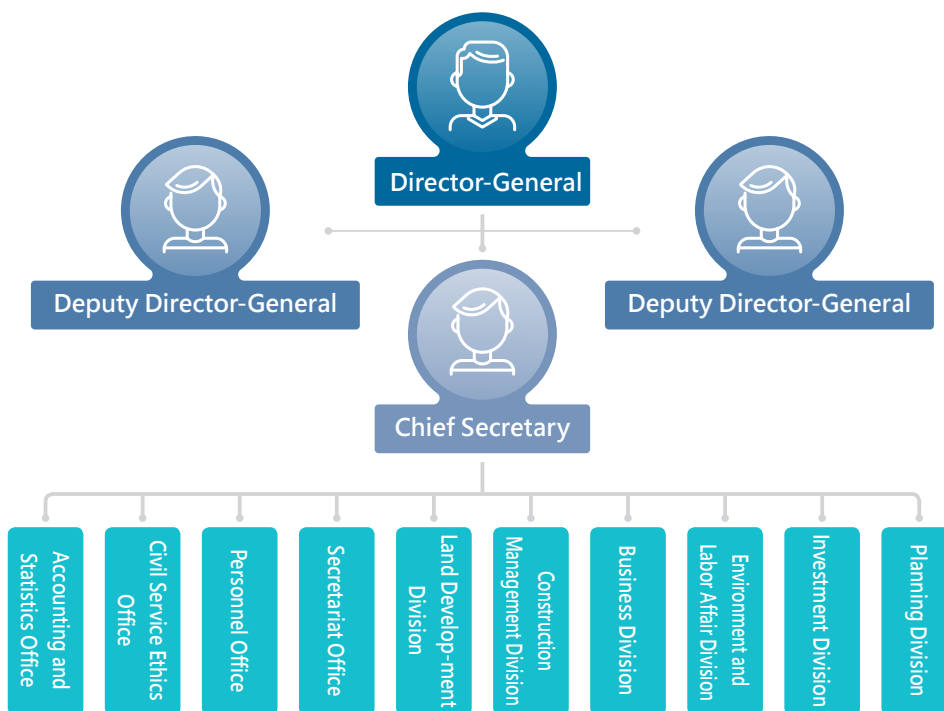 Director-General
Deputy Director-General
Deputy Director-General
Chief Secretary
Accounting and
Statistics Office
Civil Service Ethics
Office
Personnel Office
Secretariat Office
Land Develop-ment
Division
Construction
Management Division
Business Division
Environment and
Labor Affair Division
Investment Division
Planning Division